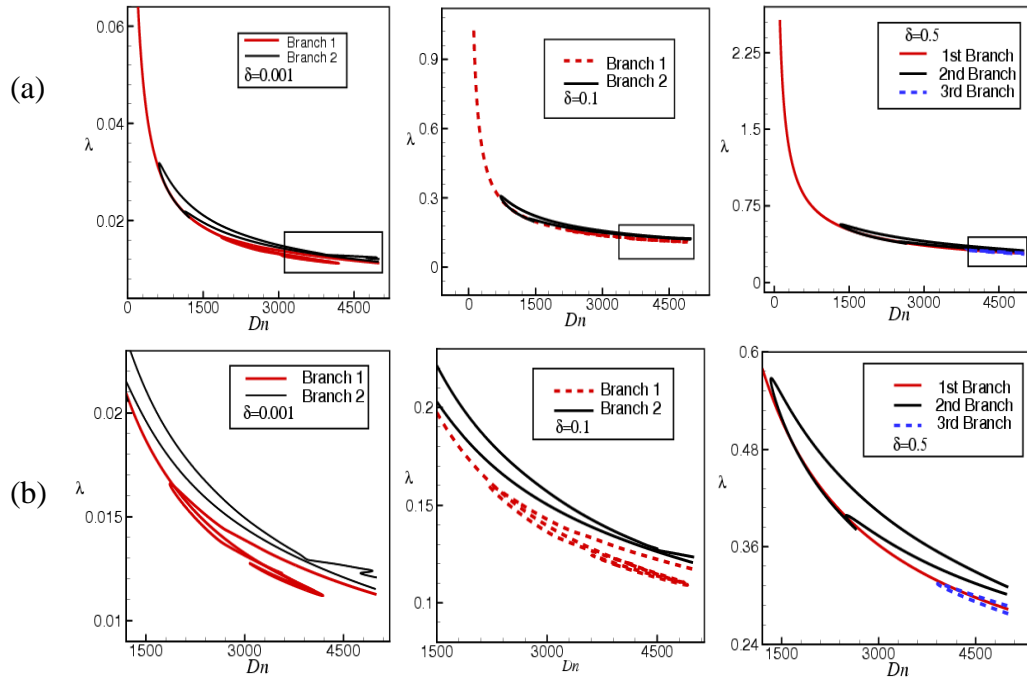 (a)
0.06
0.04
0.02
λ
0
1500
3000
4500
Dn
Branch 1
Branch 2
δ=0.001
0.9
0.6
0.3
0
λ
0
1500
3000
4500
Dn
Branch 1
Branch 2
δ=0.1
2.25
1.5
0.75
0
λ
0
1500
3000
4500
Dn
δ=0.5
1st Branch
2nd Branch
3rd Branch
(b)
0.02
0.015
0.01
λ
1500
3000
4500
Dn
Branch 1
Branch 2
δ=0.001
0.2
0.15
0.1
λ
1500
3000
4500
Dn
Branch 1
Branch 2
δ=0.1
0.6
0.48
0.36
0.24
λ
1500
3000
4500
Dn
1st Branch
2nd Branch
3rd Branch
δ=0.5